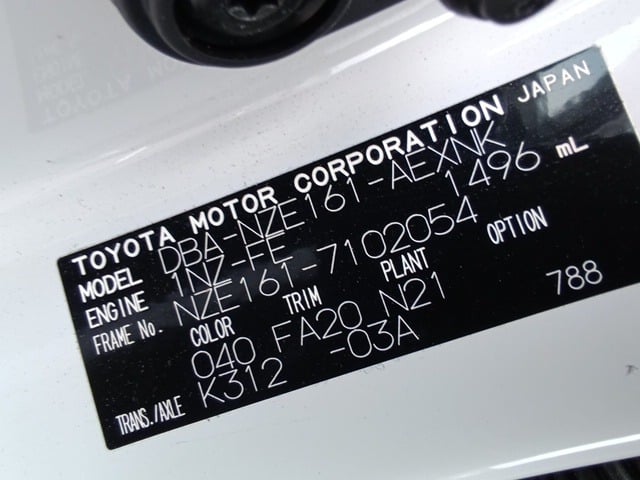 TOYOTA MOTOR CORPORATION JAPAN
MODEL DBA-NZE161-AEXNK
ENGINE 1NZ-FE 1496 mL
FRAME No. NZE161-7102054
COLOR TRIM PLANT OPTION
040 FA20 N21 788
TRANS./AXLE K312 -03A